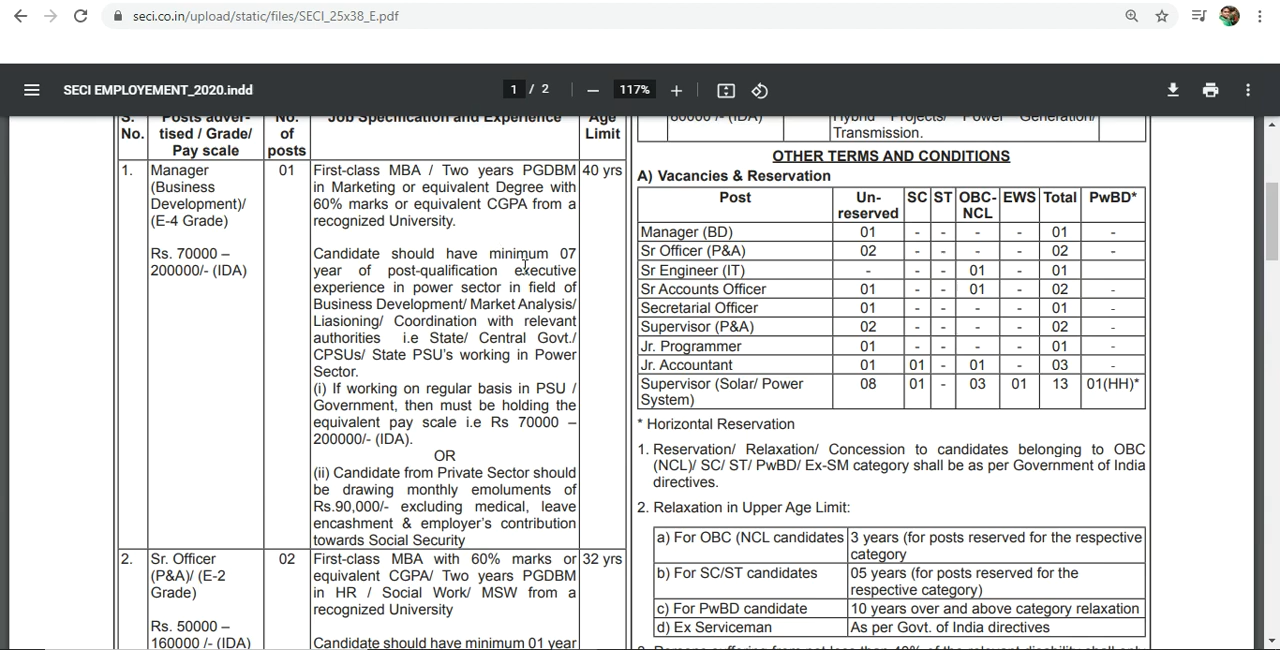 seci.co.in/upload/static/files/SECI_25x38_E.pdf
SECI EMPLOYEMENT_2020.indd
1 / 2
117%
S. No.
Posts adver-
tised / Grade/
Pay scale
No.
of
posts
Job Specification and Experience
Age
Limit
1.
Manager
(Business
Development)/
(E-4 Grade)
Rs. 70000 –
200000/- (IDA)
01
First-class MBA / Two years PGDBM
in Marketing or equivalent Degree with
60% marks or equivalent CGPA from a
recognized University.
Candidate should have minimum 07
year of post-qualification executive
experience in power sector in field of
Business Development/ Market Analysis/
Liasioning/ Coordination with relevant
authorities i.e State/ Central Govt./
CPSUs/ State PSU's working in Power
Sector.
(i) If working on regular basis in PSU /
Government, then must be holding the
equivalent pay scale i.e Rs 70000 –
200000/- (IDA).
OR
(ii) Candidate from Private Sector should
be drawing monthly emoluments of
Rs.90,000/- excluding medical, leave
encashment & employer's contribution
towards Social Security
40 yrs
2.
Sr. Officer
(P&A)/ (E-2
Grade)
Rs. 50000 –
160000 /- (IDA)
02
First-class MBA with 60% marks or
equivalent CGPA/ Two years PGDBM
in HR / Social Work/ MSW from a
recognized University
Candidate should have minimum 01 year
32 yrs
80000 /- (IDA)
Hybrid Projects/ Power Generation/
Transmission.
OTHER TERMS AND CONDITIONS
A) Vacancies & Reservation
Post Un-reserved SC ST OBC-NCL EWS Total PwBD*
Manager (BD) 01 - - - - 01 -
Sr Officer (P&A) 02 - - - - 02 -
Sr Engineer (IT) - - - 01 - 01
Sr Accounts Officer 01 - - 01 - 02 -
Secretarial Officer 01 - - - - 01 -
Supervisor (P&A) 02 - - - - 02 -
Jr. Programmer 01 - - - - 01 -
Jr. Accountant 01 01 - 01 - 03 -
Supervisor (Solar/ Power 08 01 - 03 01 13 01(HH)*
System)
* Horizontal Reservation
1. Reservation/ Relaxation/ Concession to candidates belonging to OBC
(NCL)/ SC/ ST/ PwBD/ Ex-SM category shall be as per Government of India
directives.
2. Relaxation in Upper Age Limit:
a) For OBC (NCL candidates 3 years (for posts reserved for the respective
category
b) For SC/ST candidates 05 years (for posts reserved for the
respective category)
c) For PwBD candidate 10 years over and above category relaxation
d) Ex Serviceman As per Govt. of India directives